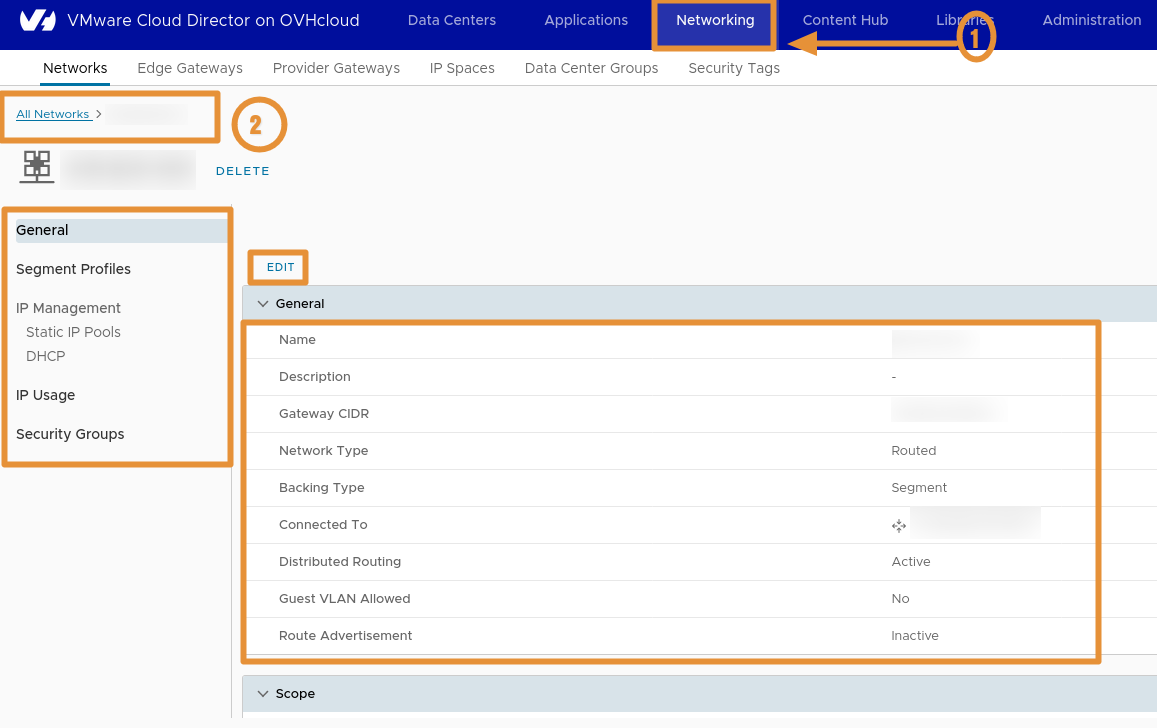 VMware Cloud Director on OVHcloud Data Centers Applications Networking Content Hub Libraries Administration
1
Networks Edge Gateways Provider Gateways IP Spaces Data Center Groups Security Tags
All Networks >
2
DELETE
General
Segment Profiles
IP Management
Static IP Pools
DHCP
IP Usage
Security Groups
EDIT
General
Name
Description -
Gateway CIDR
Network Type Routed
Backing Type Segment
Connected To
Distributed Routing Active
Guest VLAN Allowed No
Route Advertisement Inactive
Scope